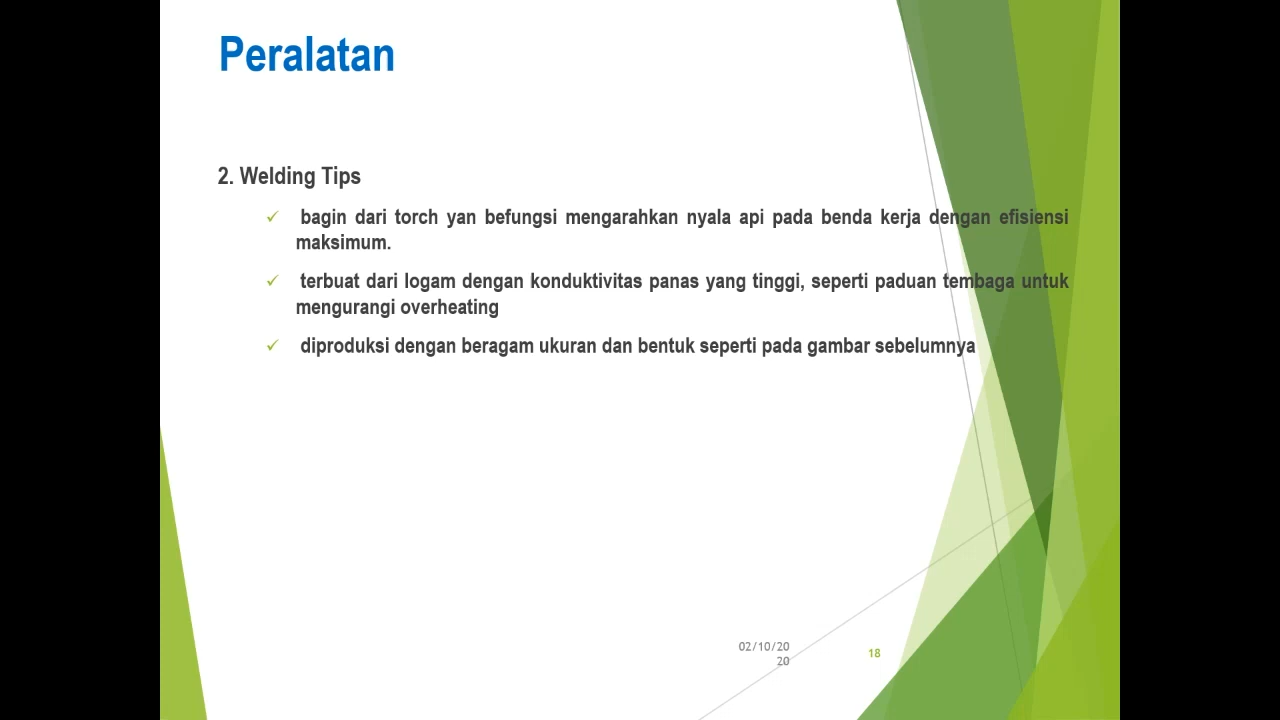 Peralatan
2. Welding Tips
✓ bagin dari torch yan befungsi mengarahkan nyala api pada benda kerja dengan efisiensi
maksimum.
✓ terbuat dari logam dengan konduktivitas panas yang tinggi, seperti paduan tembaga untuk
mengurangi overheating
✓ diproduksi dengan beragam ukuran dan bentuk seperti pada gambar sebelumnya
02/10/20
20
18